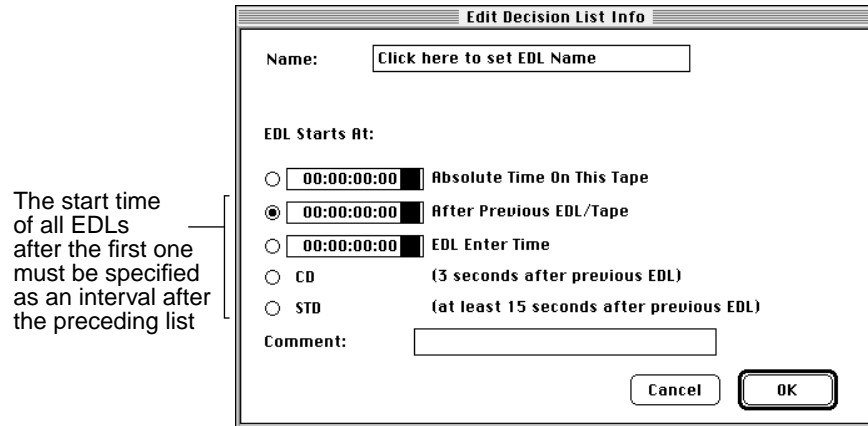 Edit Decision List Info
Name: Click here to set EDL Name
EDL Starts At:
00:00:00:00 Absolute Time On This Tape
00:00:00:00 After Previous EDL/Tape
00:00:00:00 EDL Enter Time
CD (3 seconds after previous EDL)
STD (at least 15 seconds after previous EDL)
Comment:
Cancel OK
The start time
of all EDLs
after the first one
must be specified
as an interval after
the preceding list